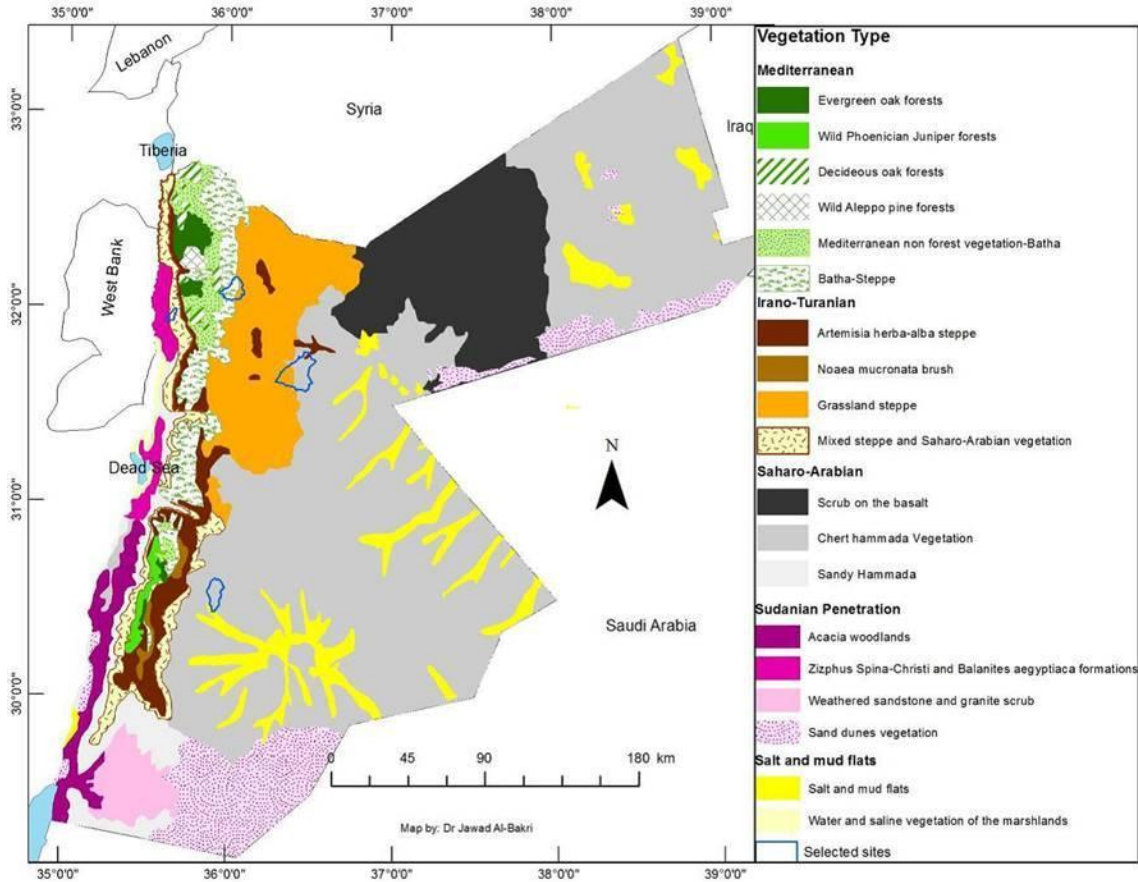 35°0'0"E
36°0'0"E
37°0'0"E
38°0'0"E
39°0'0"E
33°0'0"N
32°0'0"N
31°0'0"N
30°0'0"N
Lebanon
Syria
Iraq
Tiberia
West Bank
Dead Sea
N
Saudi Arabia
0 45 90 180 km
Map by: Dr Jawad Al-Bakri
35°0'0"E
36°0'0"E
37°0'0"E
38°0'0"E
39°0'0"E
Vegetation Type
Mediterranean
Evergreen oak forests
Wild Phoenician Juniper forests
Decideous oak forests
Wild Aleppo pine forests
Mediterranean non forest vegetation-Batha
Batha-Steppe
Irano-Turanian
Artemisia herba-alba steppe
Noaea mucronata brush
Grassland steppe
Mixed steppe and Saharo-Arabian vegetation
Saharo-Arabian
Scrub on the basalt
Chert hammada Vegetation
Sandy Hammada
Sudanian Penetration
Acacia woodlands
Zizphus Spina-Christi and Balanites aegyptiaca formations
Weathered sandstone and granite scrub
Sand dunes vegetation
Salt and mud flats
Salt and mud flats
Water and saline vegetation of the marshlands
Selected sites